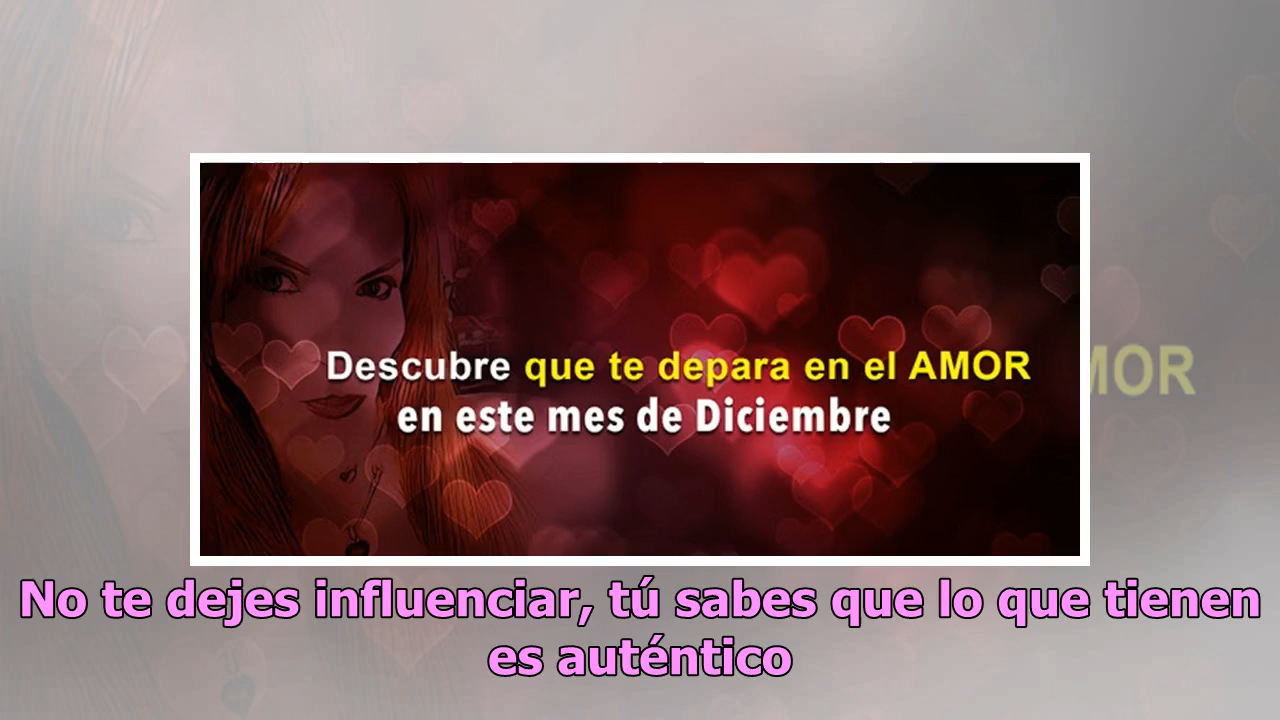 Descubre que te depara en el AMOR
en este mes de Diciembre
MOR
No te dejes influenciar, tú sabes que lo que tienen
es auténtico